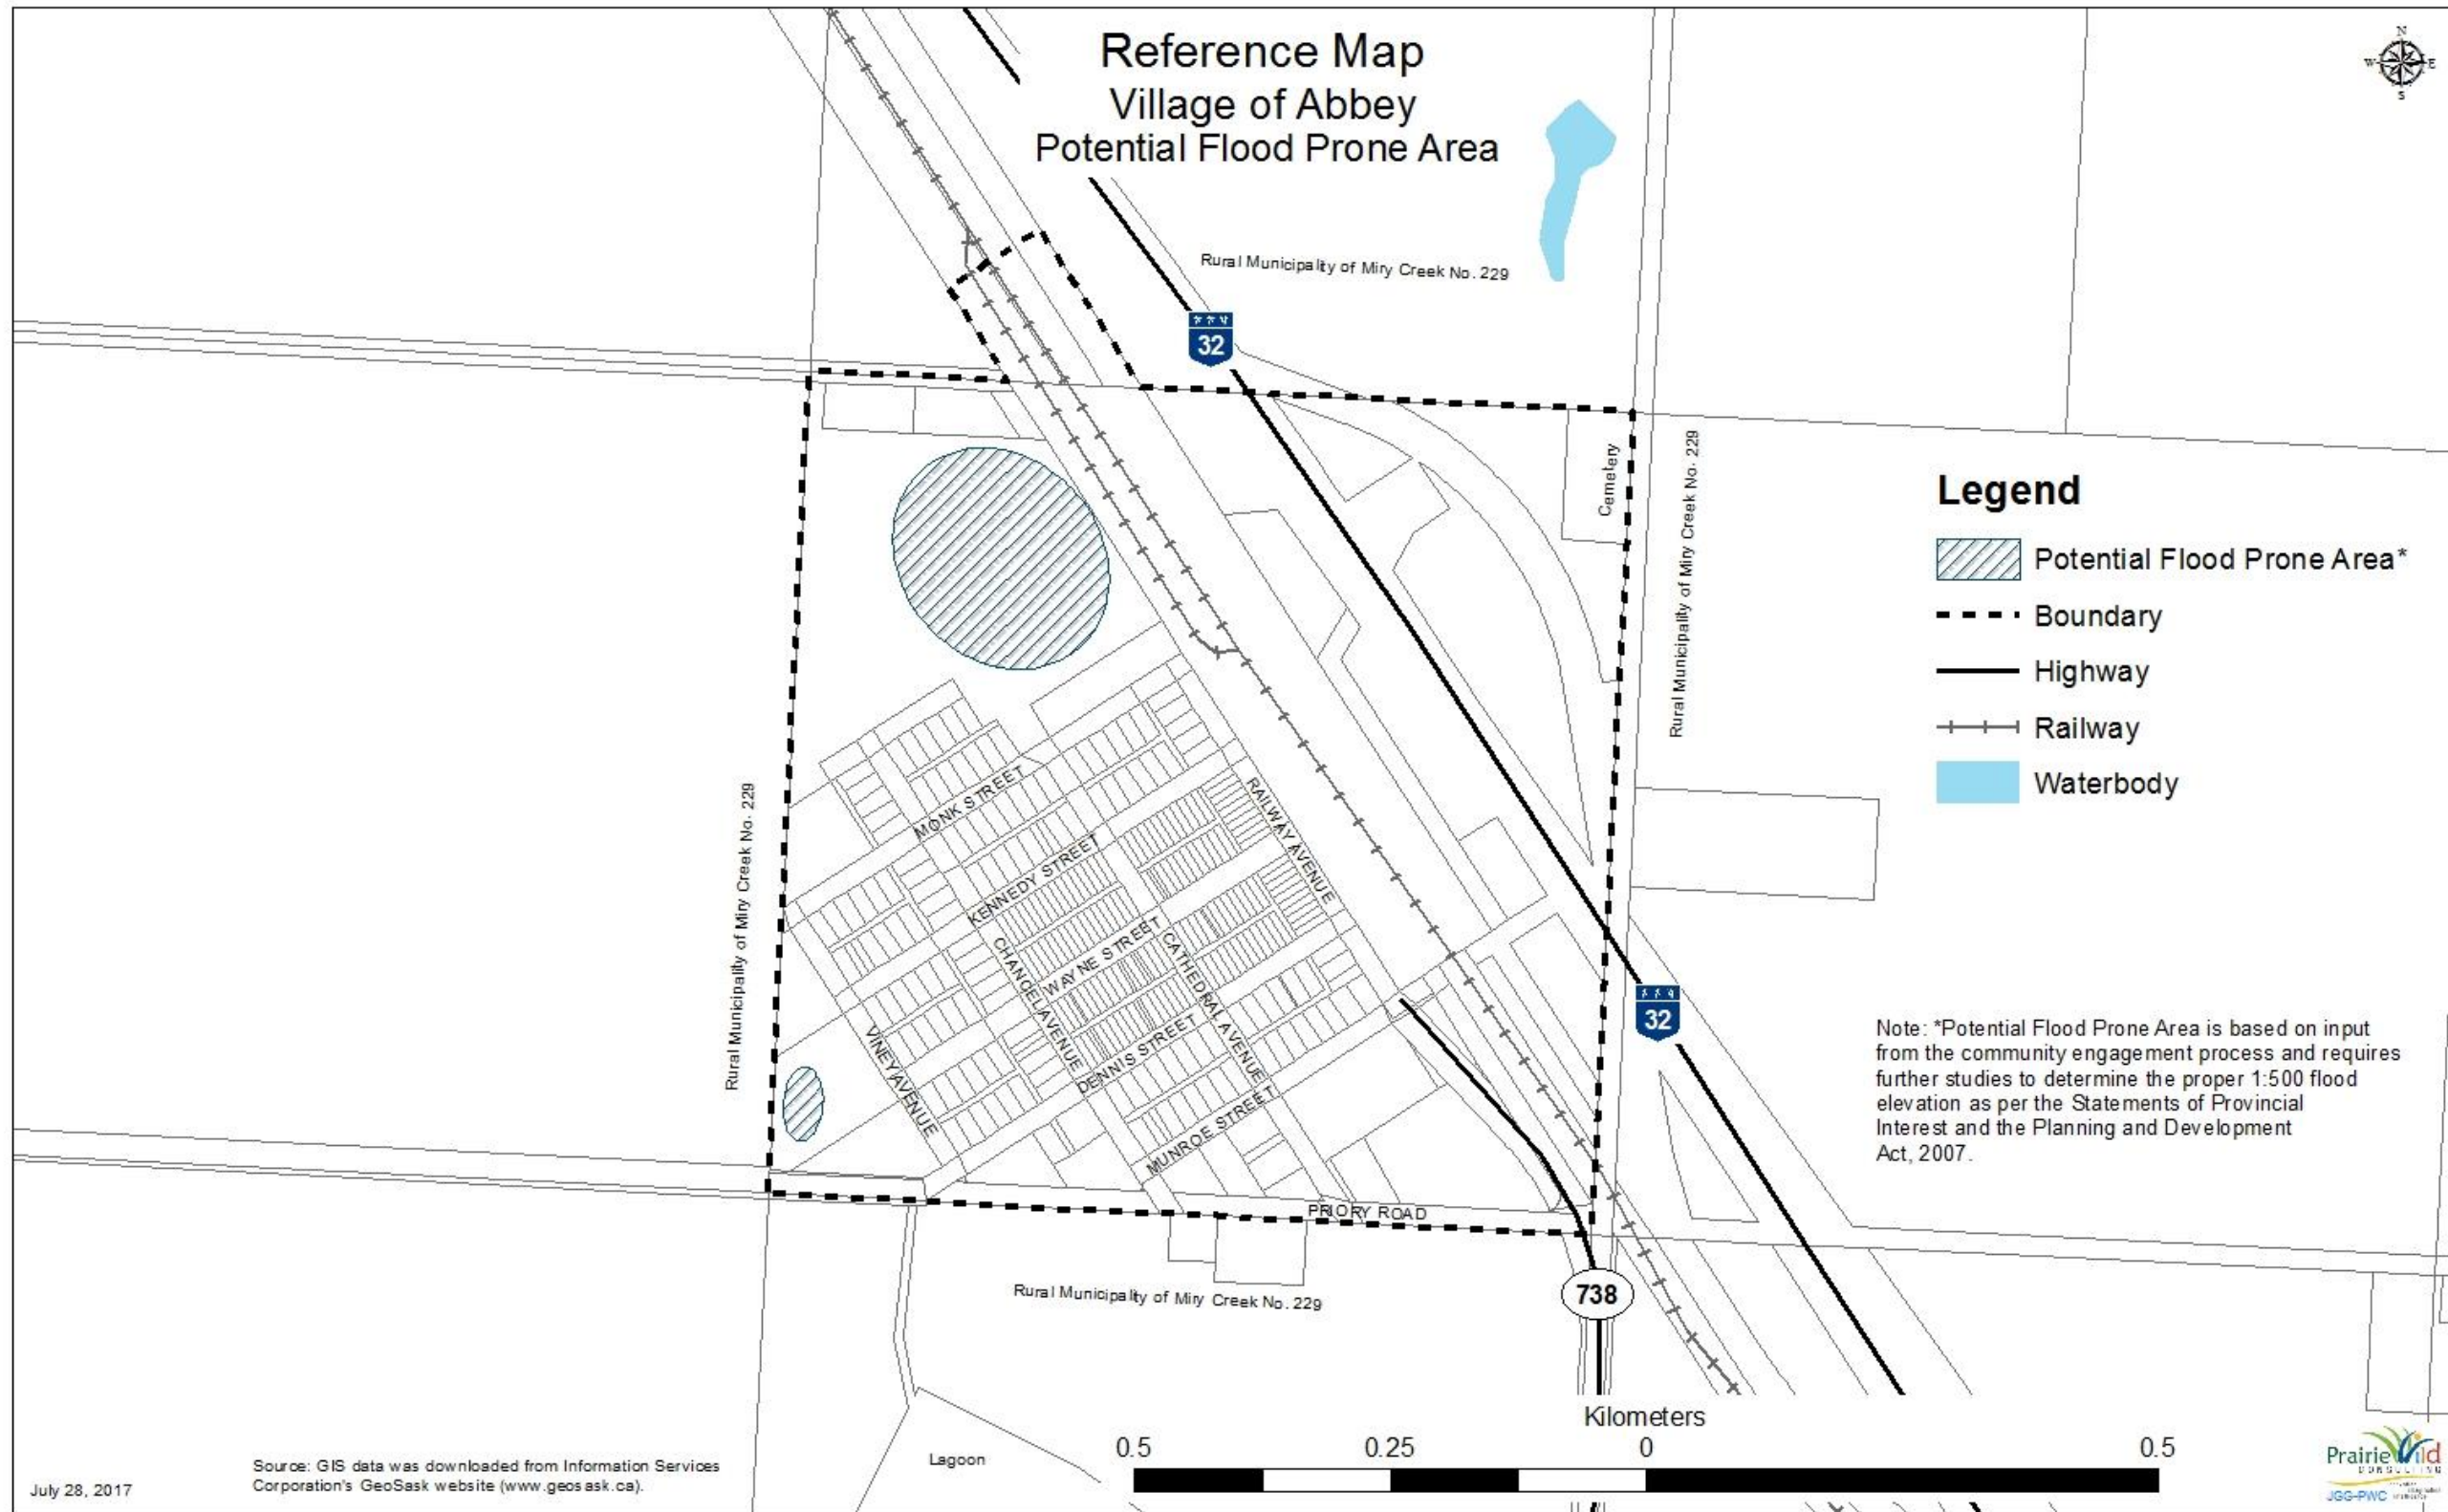 Reference Map
Village of Abbey
Potential Flood Prone Area
N
W
E
S
Rural Municipality of Miry Creek No. 229
32
Cemetery
Rural Municipality of Miry Creek No. 229
Legend
Potential Flood Prone Area*
Boundary
Highway
Railway
Waterbody
MONK STREET
RAILWAY AVENUE
KENNEDY STREET
Rural Municipality of Miry Creek No. 229
WAYNE STREET
CHANCEL AVENUE
CATHEDRAL AVENUE T
DENNIS STREET
VINEY AVENUE
MUNROE STREET
32
Note: *Potential Flood Prone Area is based on input
from the community engagement process and requires
further studies to determine the proper 1:500 flood
elevation as per the Statements of Provincial
Interest and the Planning and Development
Act, 2007.
PRIORY ROAD
Rural Municipality of Miry Creek No. 229
738
Kilometers
0.5 0.25 0 0.5
Lagoon
Source: GIS data was downloaded from Information Services
Corporation's GeoSask website (www.geosask.ca).
July 28, 2017
PrairieWild
CONSULTING
JGG-PWC